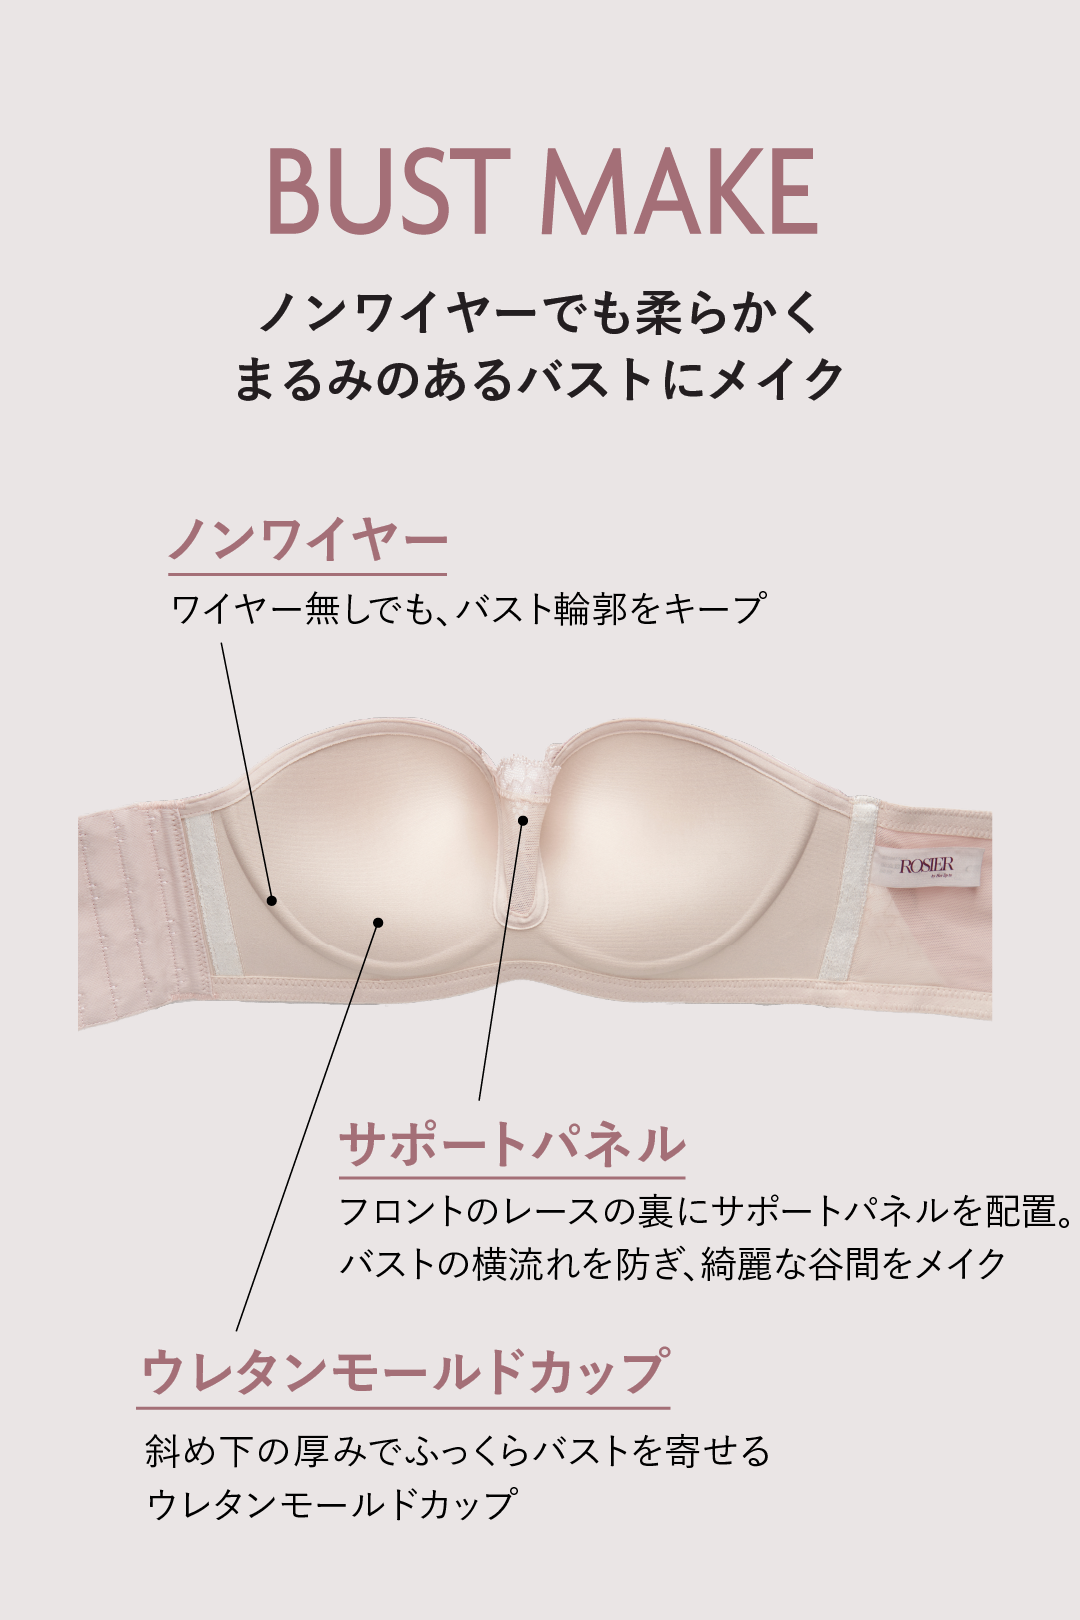 BUST MAKE
ノンワイヤーでも柔らかく
まるみのあるバストにメイク
ノンワイヤー
ワイヤー無しでも、バスト輪郭をキープ
ROSIER
サポートパネル
フロントのレースの裏にサポートパネルを配置。
バストの横流れを防ぎ、綺麗な谷間をメイク
ウレタンモールドカップ
斜め下の厚みでふっくらバストを寄せる
ウレタンモールドカップ